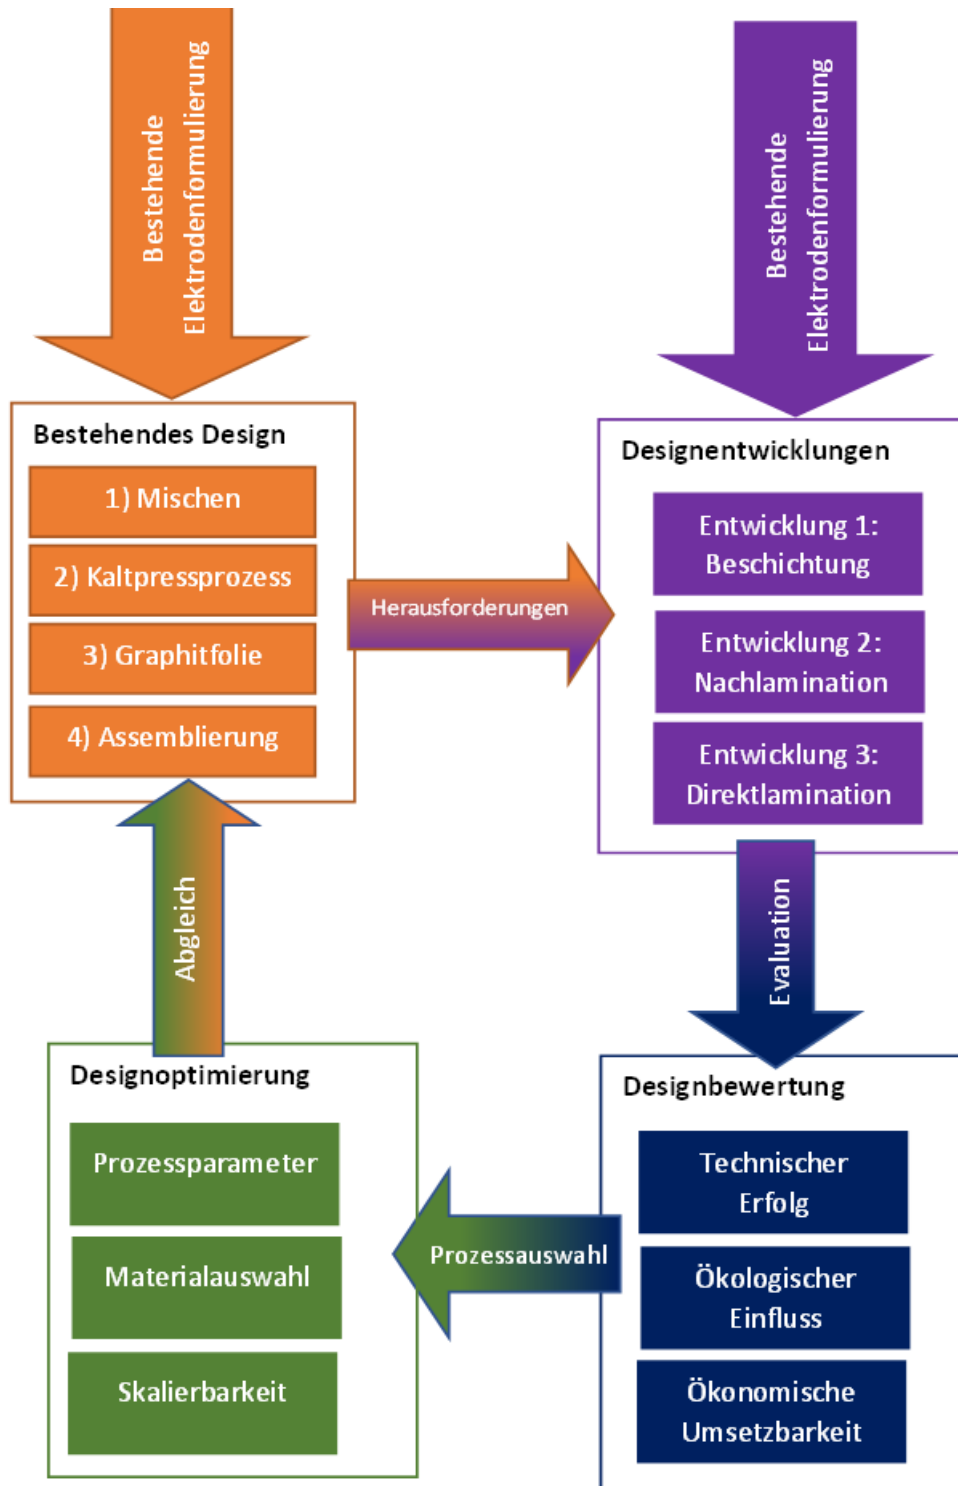 Bestehende
Elektrodenformulierung
Bestehende
Elektrodenformulierung
Bestehendes Design
1) Mischen
2) Kaltpressprozess
3) Graphitfolie
4) Assemblierung
Herausforderungen
Designentwicklungen
Entwicklung 1:
Beschichtung
Entwicklung 2:
Nachlamination
Entwicklung 3:
Direktlamination
Evaluation
Designbewertung
Technischer
Erfolg
Ökologischer
Einfluss
Ökonomische
Umsetzbarkeit
Prozessauswahl
Designoptimierung
Prozessparameter
Materialauswahl
Skalierbarkeit
Abgleich